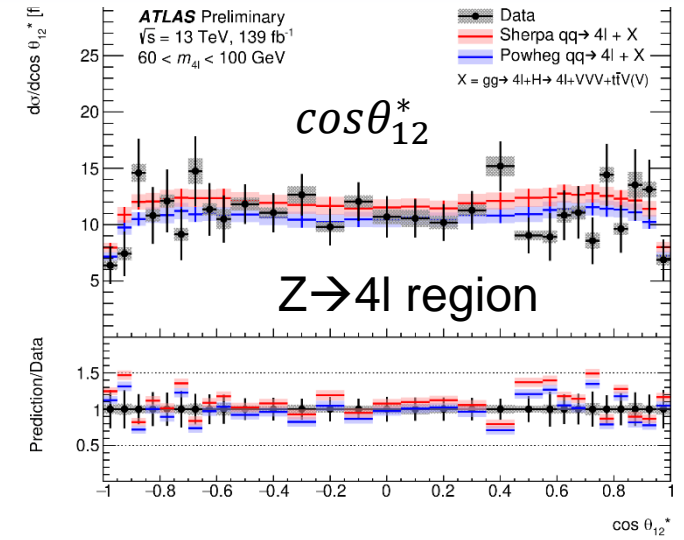 dσ/dcos θ₁₂* [f
ATLAS Preliminary
√s = 13 TeV, 139 fb⁻¹
60 < m₄ₗ < 100 GeV
Data
Sherpa qq→ 4l + X
Powheg qq→ 4l + X
X = gg→ 4l+H→ 4l+VVV+tt̄V(V)
25
20
15
10
5
cosθ*₁₂
Z→4l region
Prediction/Data
1.5
1
0.5
−1 −0.8 −0.6 −0.4 −0.2 0 0.2 0.4 0.6 0.8 1
cos θ₁₂*